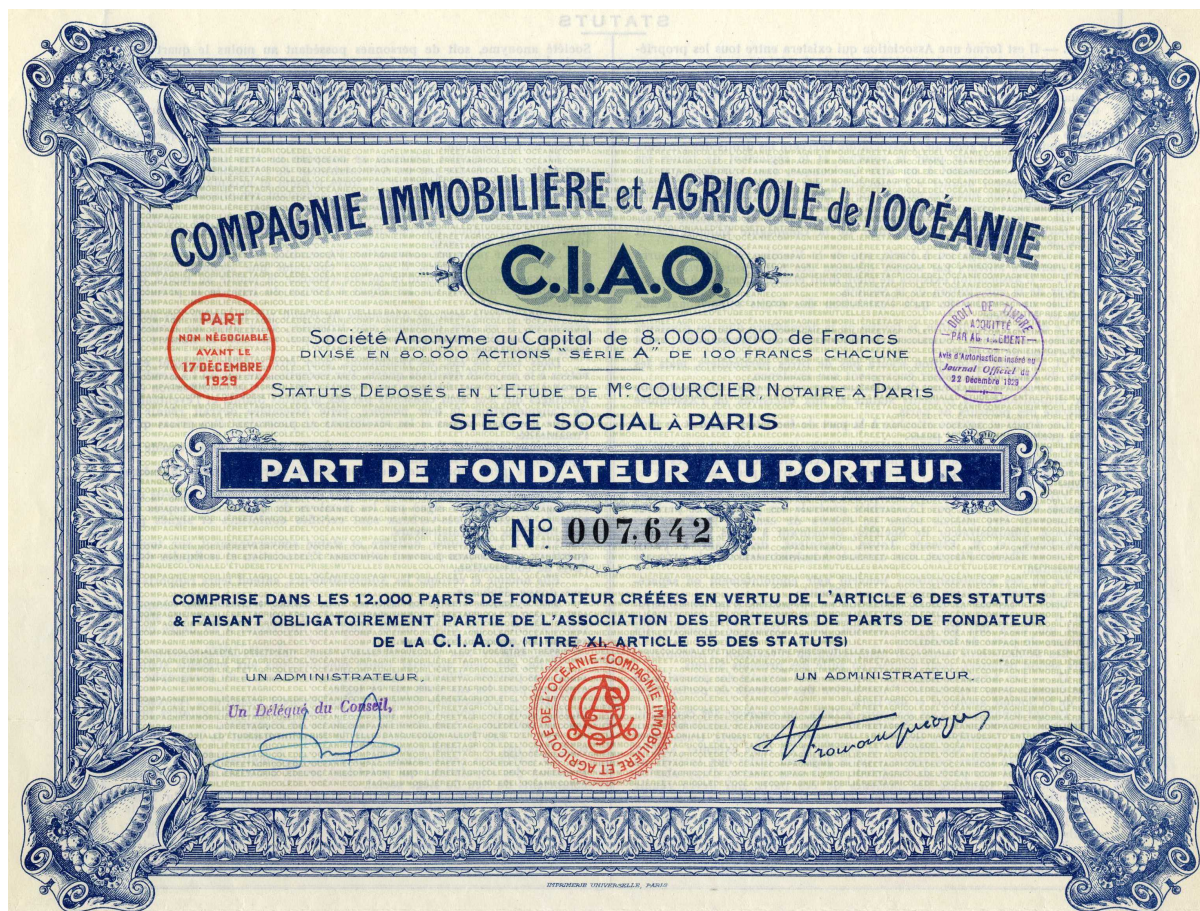 STATUTS
COMPAGNIE IMMOBILIÈRE et AGRICOLE de l'OCÉANIE
C.I.A.O.
PART
NON NÉGOCIABLE
AVANT LE
17 DÉCEMBRE
1929
DROIT DE TIMBRE
ACQUITTÉ
PAR ABONNEMENT
Avis d'Autorisation inséré au
Journal Officiel du
22 Décembre 1929
Société Anonyme au Capital de 8.000 000 de Francs
DIVISÉ EN 80.000 ACTIONS "SÉRIE A" DE 100 FRANCS CHACUNE
STATUTS DÉPOSÉS EN L'ETUDE DE Me COURCIER, NOTAIRE À PARIS
SIÈGE SOCIAL À PARIS
PART DE FONDATEUR AU PORTEUR
No. 007.642
COMPRISE DANS LES 12.000 PARTS DE FONDATEUR CRÉÉES EN VERTU DE L'ARTICLE 6 DES STATUTS
& FAISANT OBLIGATOIREMENT PARTIE DE L'ASSOCIATION DES PORTEURS DE PARTS DE FONDATEUR
DE LA C. I. A. O. (TITRE XI, ARTICLE 55 DES STATUTS)
UN ADMINISTRATEUR.
UN ADMINISTRATEUR.
Un Délégué du Conseil,
COMPAGNIE IMMOBILIÈRE ET AGRICOLE DE L'OCÉANIE
IMPRIMERIE UNIVERSELLE, PARIS